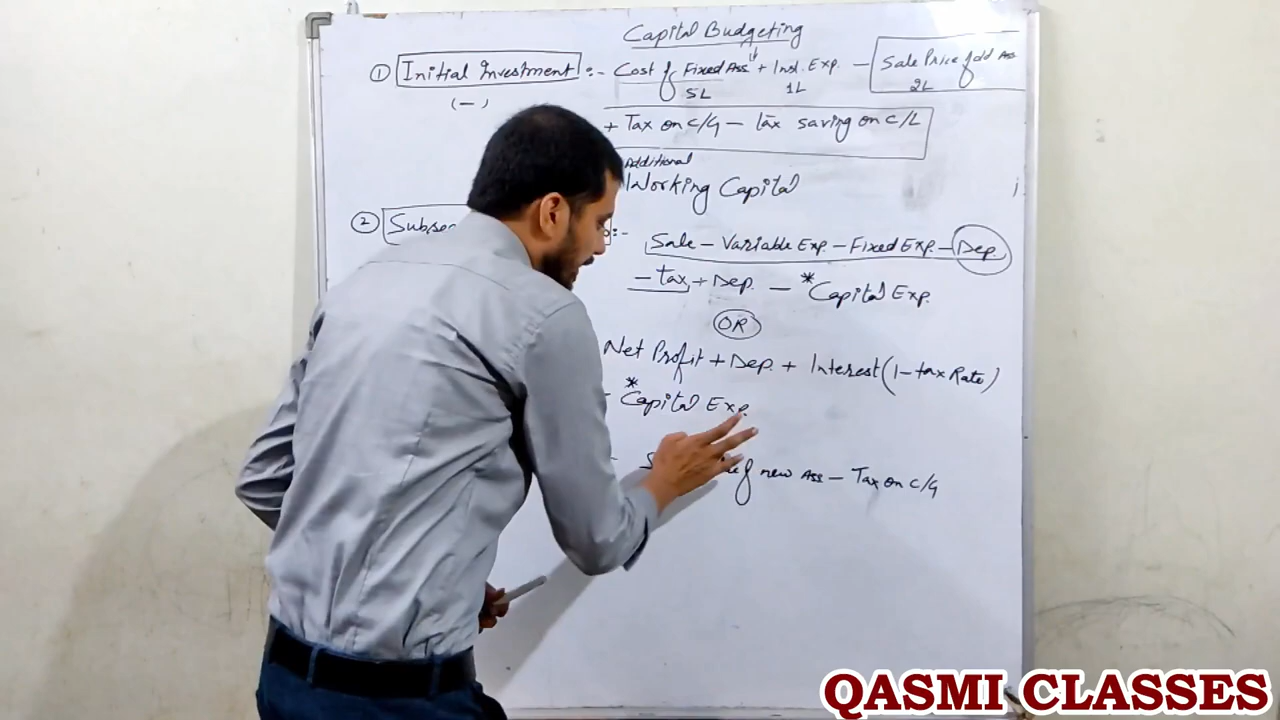 Capital Budgeting
① Initial Investment :- Cost of Fixed Ass + Inst. Exp. - Sale Price of old Ass
5L 1L 2L
(-)
+ Tax on C/G - tax saving on C/L
Additional
Working Capital
② :-
Sale - Variable Exp - Fixed Exp - Dep.
- Tax + Dep. - *Capital Exp.
OR
Net Profit + Dep. + Interest (1 - tax Rate)
- *Capital Exp.
of new Ass - Tax on C/G
QASMI CLASSES